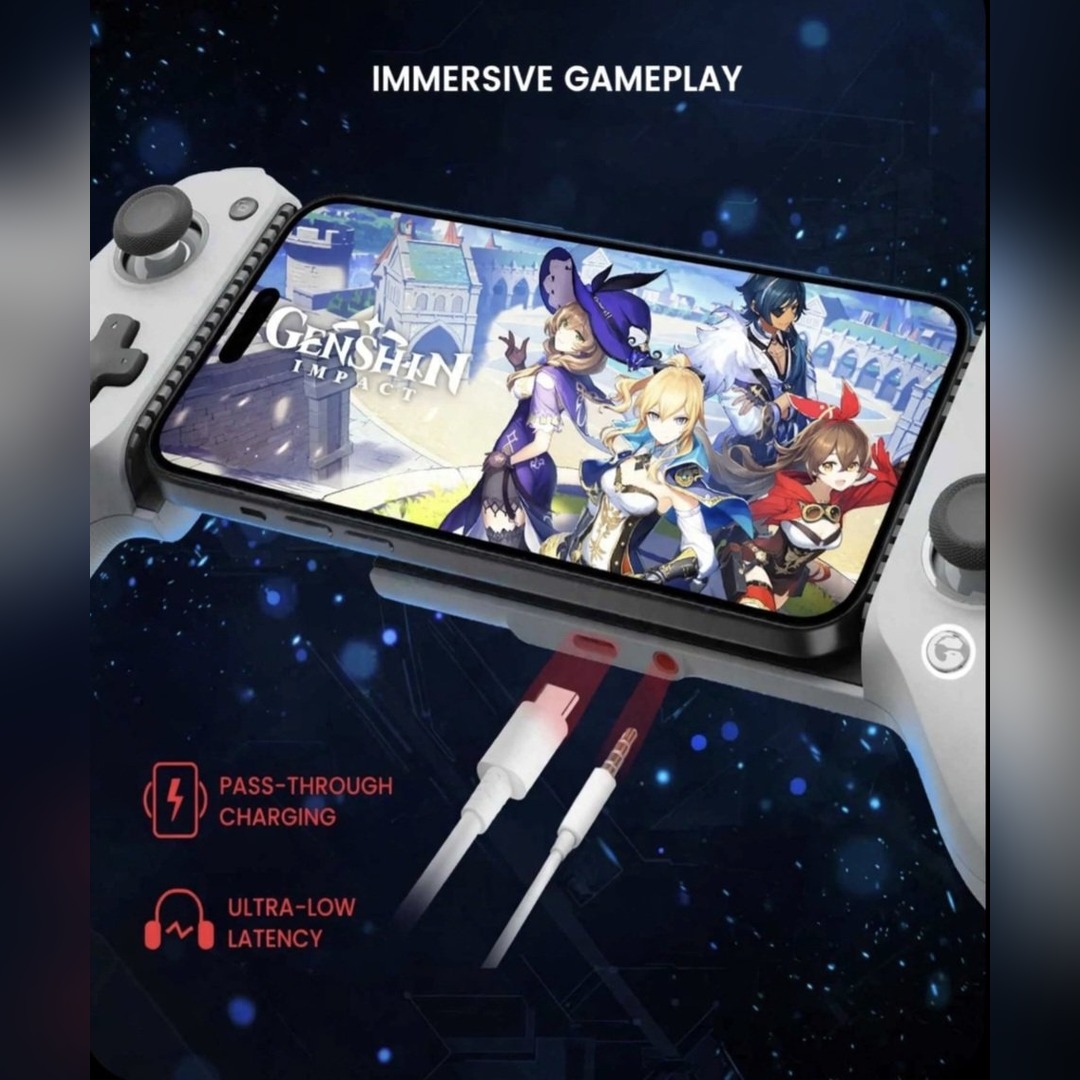 IMMERSIVE GAMEPLAY
GENSHIN
IMPACT
PASS-THROUGH
CHARGING
ULTRA-LOW
LATENCY